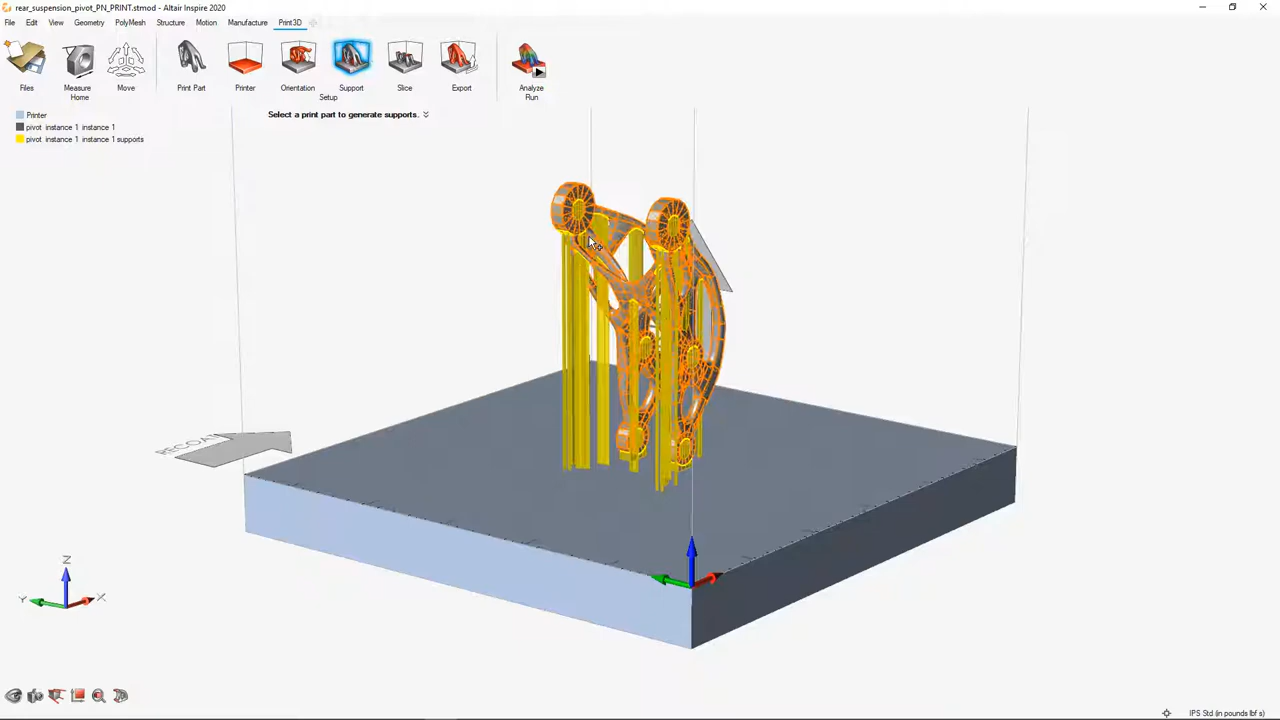 rear_suspension_pivot_PN_PRINT.stmod - Altair Inspire 2020
File Edit View Geometry PolyMesh Structure Motion Manufacture Print3D
Files Measure Move Print Part Printer Orientation Support Slice Export Analyze
Home Setup Run
Select a print part to generate supports.
Printer
pivot instance 1 instance 1
pivot instance 1 instance 1 supports
RECOAT
Z
Y X
IPS Std (in pounds lbf s)